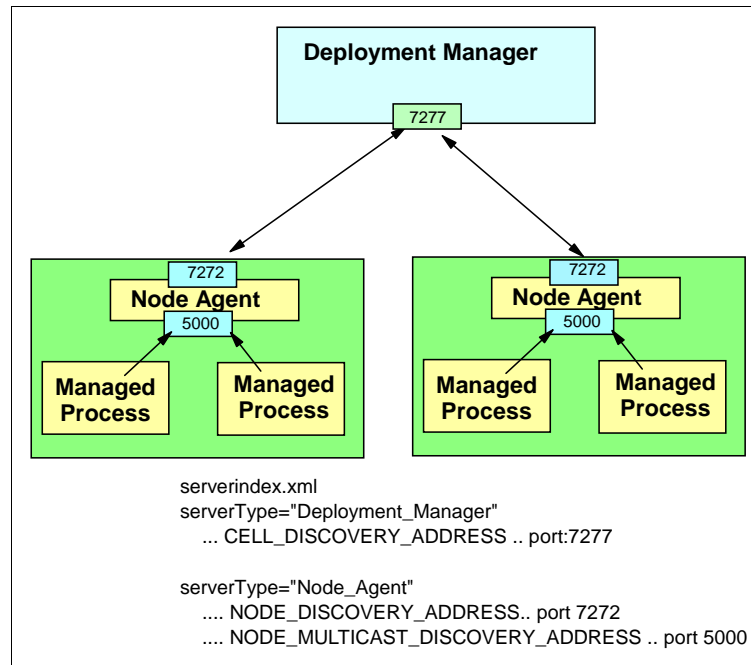 Deployment Manager
7277
7272
Node Agent
5000
Managed
Process
Managed
Process
7272
Node Agent
5000
Managed
Process
Managed
Process
serverindex.xml
serverType="Deployment_Manager"
... CELL_DISCOVERY_ADDRESS .. port:7277
serverType="Node_Agent"
.... NODE_DISCOVERY_ADDRESS.. port 7272
.... NODE_MULTICAST_DISCOVERY_ADDRESS .. port 5000